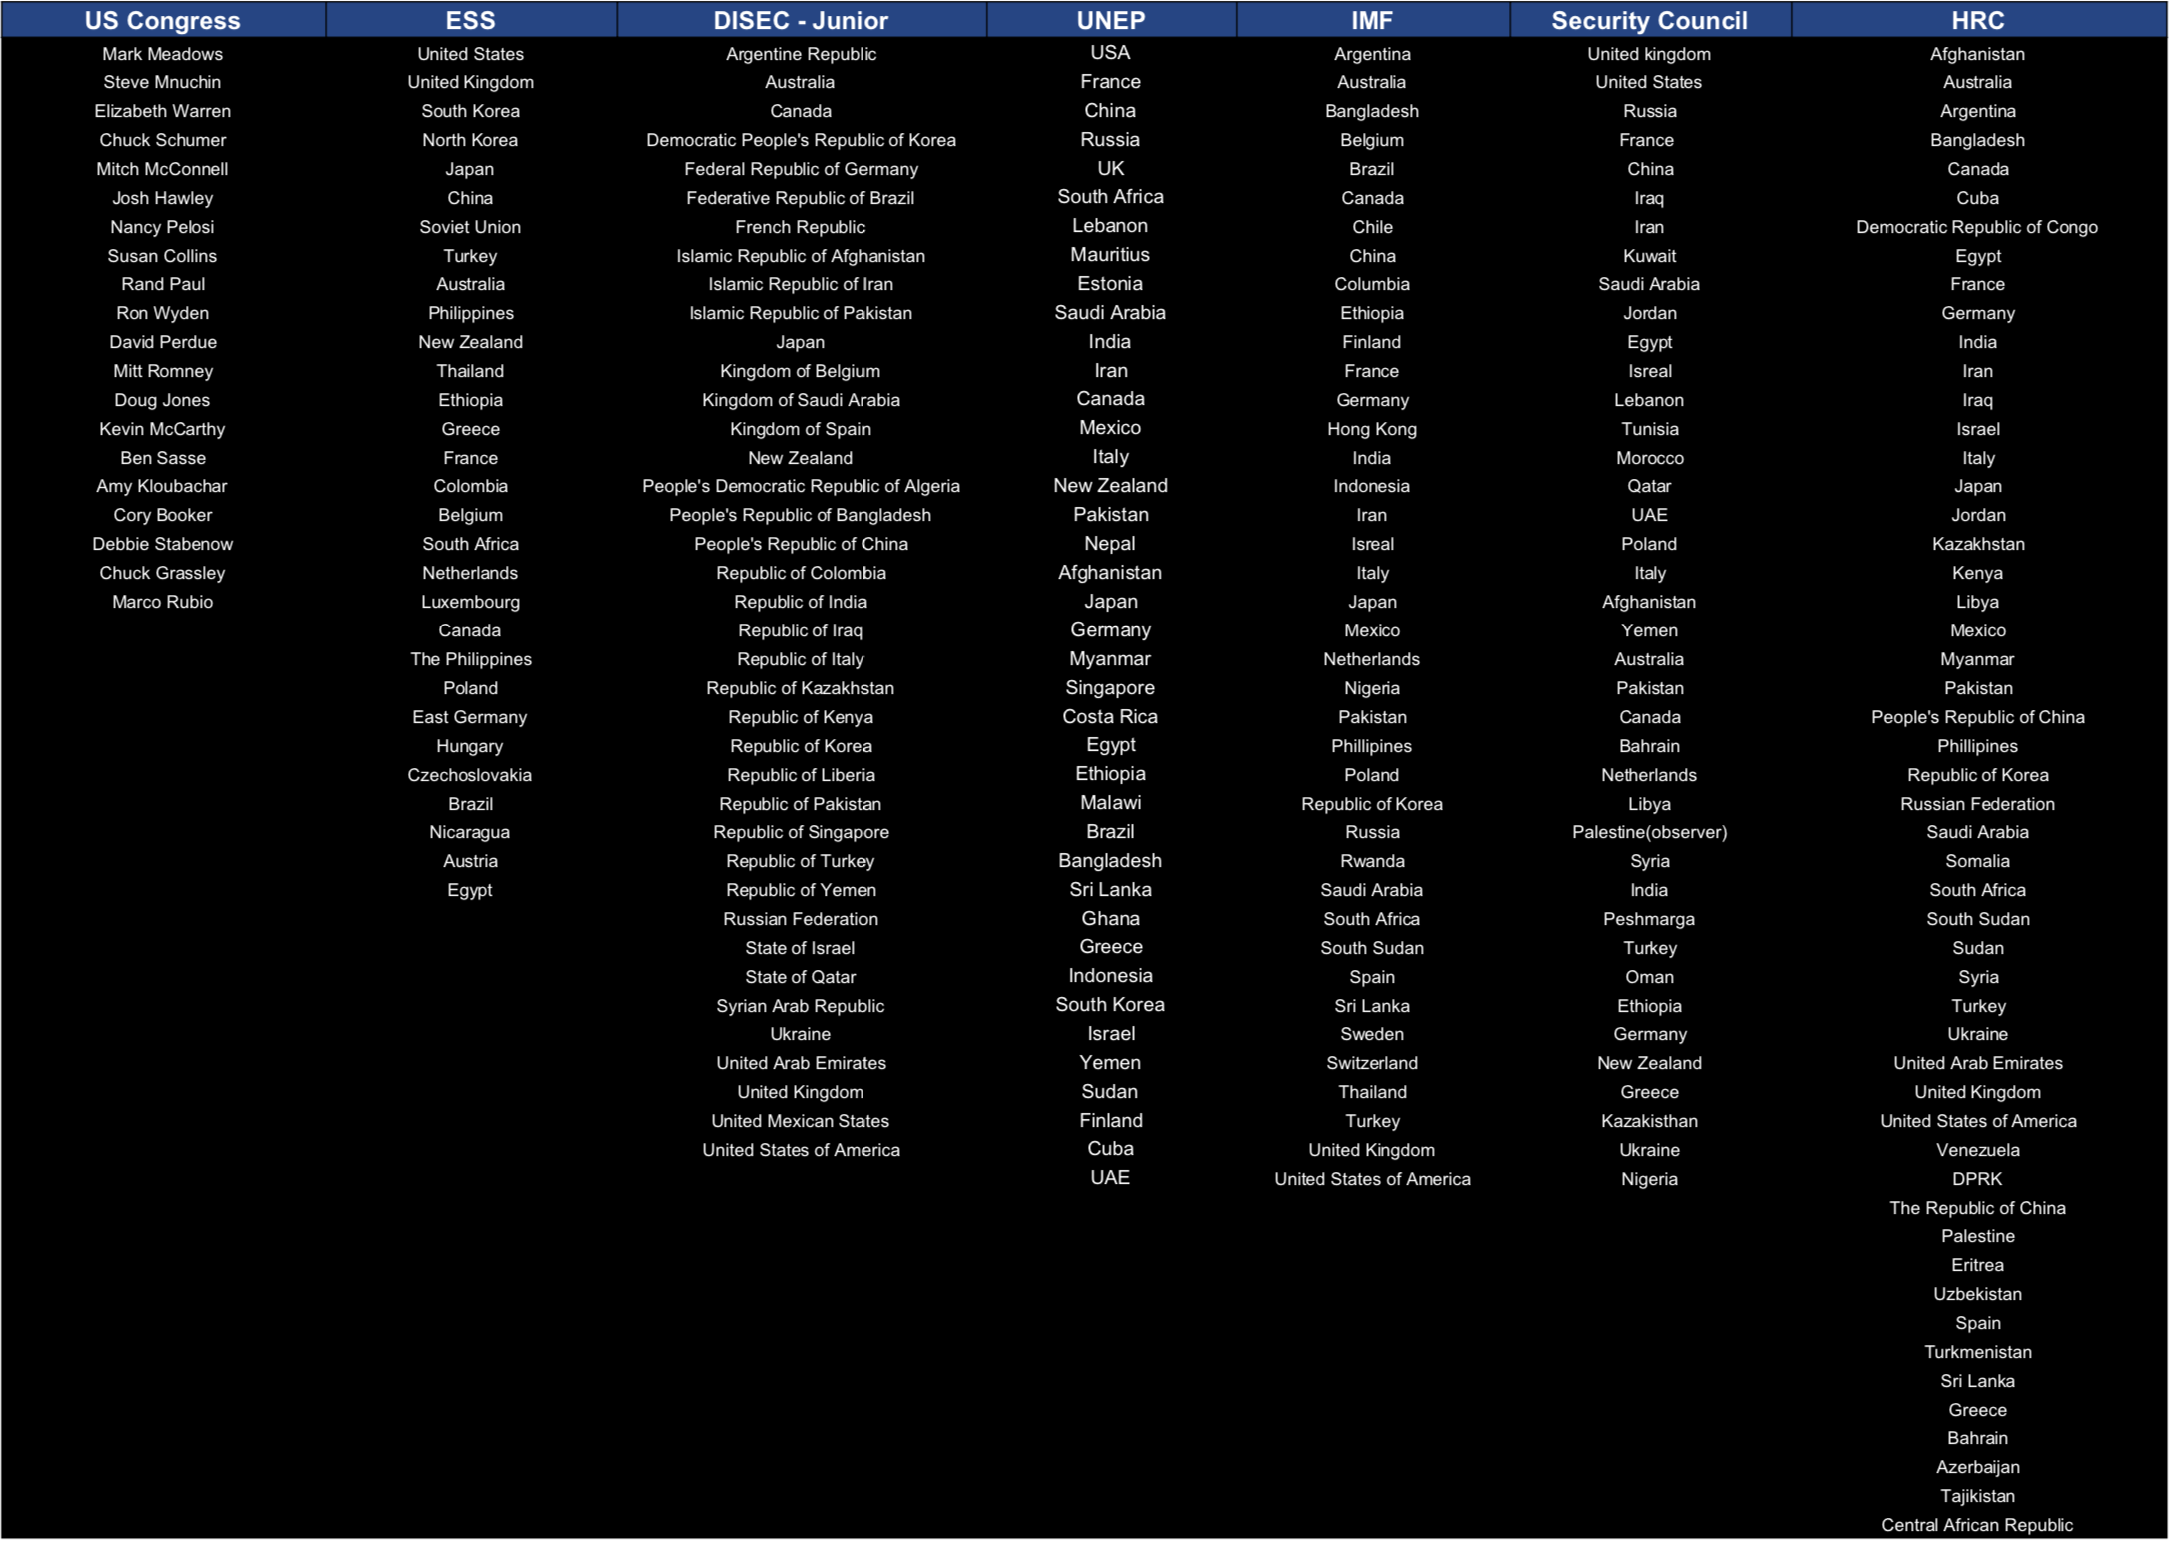 US Congress ESS DISEC - Junior UNEP IMF Security Council HRC
Mark Meadows United States Argentine Republic USA Argentina United kingdom Afghanistan
Steve Mnuchin United Kingdom Australia France Australia United States Australia
Elizabeth Warren South Korea Canada China Bangladesh Russia Argentina
Chuck Schumer North Korea Democratic People's Republic of Korea Russia Belgium France Bangladesh
Mitch McConnell Japan Federal Republic of Germany UK Brazil China Canada
Josh Hawley China Federative Republic of Brazil South Africa Canada Iraq Cuba
Nancy Pelosi Soviet Union French Republic Lebanon Chile Iran Democratic Republic of Congo
Susan Collins Turkey Islamic Republic of Afghanistan Mauritius China Kuwait Egypt
Rand Paul Australia Islamic Republic of Iran Estonia Columbia Saudi Arabia France
Ron Wyden Philippines Islamic Republic of Pakistan Saudi Arabia Ethiopia Jordan Germany
David Perdue New Zealand Japan India Finland Egypt India
Mitt Romney Thailand Kingdom of Belgium Iran France Isreal Iran
Doug Jones Ethiopia Kingdom of Saudi Arabia Canada Germany Lebanon Iraq
Kevin McCarthy Greece Kingdom of Spain Mexico Hong Kong Tunisia Israel
Ben Sasse France New Zealand Italy India Morocco Italy
Amy Kloubachar Colombia People's Democratic Republic of Algeria New Zealand Indonesia Qatar Japan
Cory Booker Belgium People's Republic of Bangladesh Pakistan Iran UAE Jordan
Debbie Stabenow South Africa People's Republic of China Nepal Isreal Poland Kazakhstan
Chuck Grassley Netherlands Republic of Colombia Afghanistan Italy Italy Kenya
Marco Rubio Luxembourg Republic of India Japan Japan Afghanistan Libya
Canada Republic of Iraq Germany Mexico Yemen Mexico
The Philippines Republic of Italy Myanmar Netherlands Australia Myanmar
Poland Republic of Kazakhstan Singapore Nigeria Pakistan Pakistan
East Germany Republic of Kenya Costa Rica Pakistan Canada People's Republic of China
Hungary Republic of Korea Egypt Phillipines Bahrain Phillipines
Czechoslovakia Republic of Liberia Ethiopia Poland Netherlands Republic of Korea
Brazil Republic of Pakistan Malawi Republic of Korea Libya Russian Federation
Nicaragua Republic of Singapore Brazil Russia Palestine(observer) Saudi Arabia
Austria Republic of Turkey Bangladesh Rwanda Syria Somalia
Egypt Republic of Yemen Sri Lanka Saudi Arabia India South Africa
Russian Federation Ghana South Africa Peshmarga South Sudan
State of Israel Greece South Sudan Turkey Sudan
State of Qatar Indonesia Spain Oman Syria
Syrian Arab Republic South Korea Sri Lanka Ethiopia Turkey
Ukraine Israel Sweden Germany Ukraine
United Arab Emirates Yemen Switzerland New Zealand United Arab Emirates
United Kingdom Sudan Thailand Greece United Kingdom
United Mexican States Finland Turkey Kazakisthan United States of America
United States of America Cuba United Kingdom Ukraine Venezuela
UAE United States of America Nigeria DPRK
The Republic of China
Palestine
Eritrea
Uzbekistan
Spain
Turkmenistan
Sri Lanka
Greece
Bahrain
Azerbaijan
Tajikistan
Central African Republic